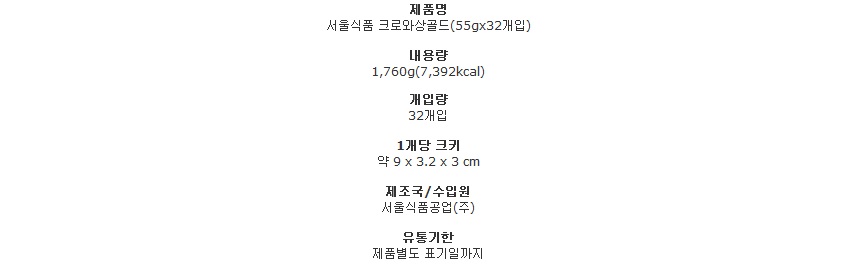 제품명
서울식품 크로와상골드(55gx32개입)
내용량
1,760g(7,392kcal)
개입량
32개입
1개당 크키
약 9 x 3.2 x 3 cm
제조국/수입원
서울식품공업(주)
유통기한
제품별도 표기일까지